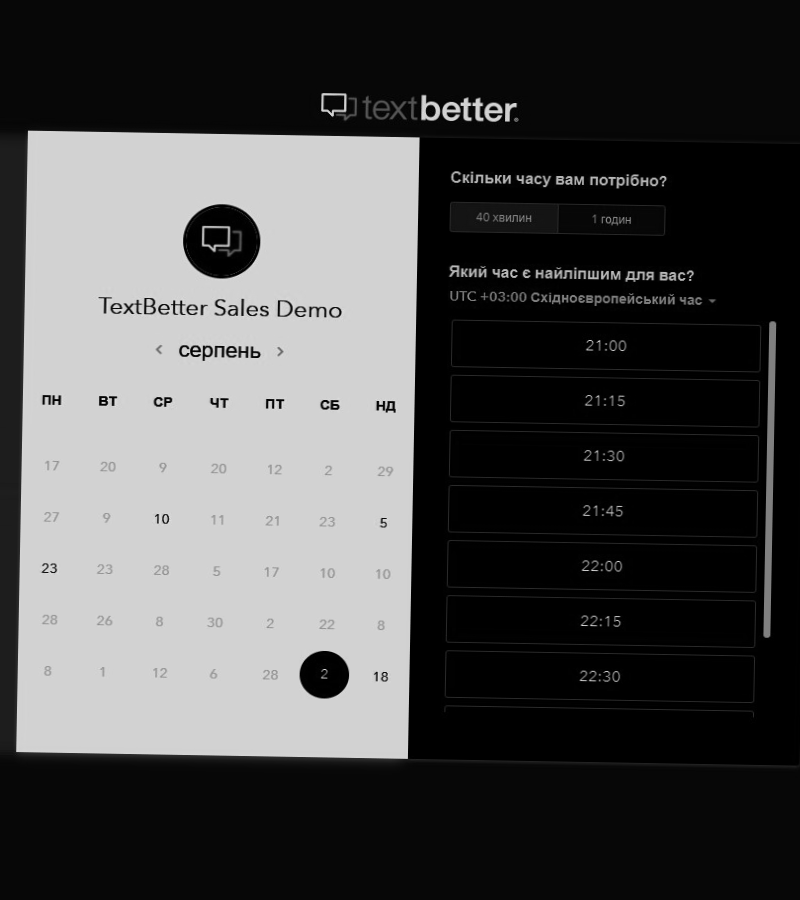 textbetter.
TextBetter Sales Demo
серпень
ПН ВТ СР ЧТ ПТ СБ НД
17 20 9 20 12 2 29
27 9 10 11 21 23 5
23 23 28 5 17 10 10
28 26 8 30 2 22 8
8 1 12 6 28 2 18
Скільки часу вам потрібно?
40 хвилин 1 годин
Який час є найліпшим для вас?
UTC +03:00 Східноєвропейський час
21:00
21:15
21:30
21:45
22:00
22:15
22:30